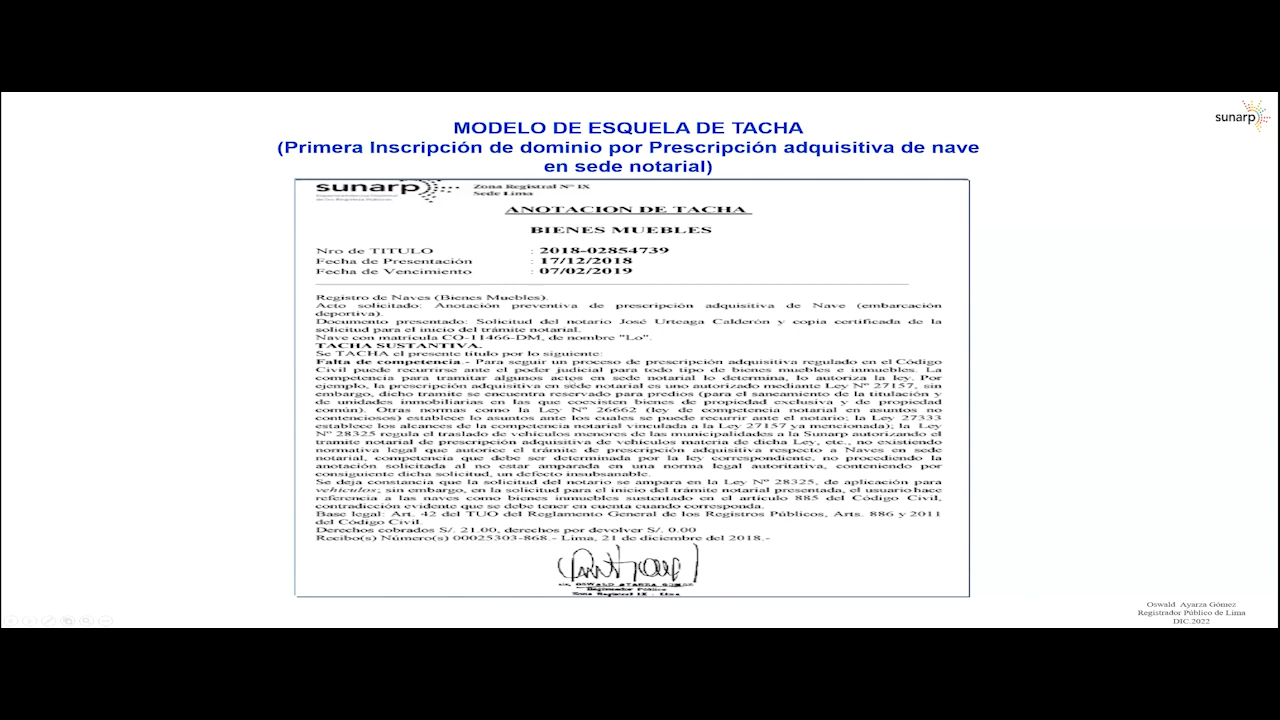 sunarp
MODELO DE ESQUELA DE TACHA
(Primera Inscripción de dominio por Prescripción adquisitiva de nave
en sede notarial)
sunarp
Zona Registral Nº IX
Sede Lima
de los Registros Públicos
ANOTACION DE TACHA
BIENES MUEBLES
Nro de TITULO : 2018-02854739
Fecha de Presentación : 17/12/2018
Fecha de Vencimiento : 07/02/2019
Registro de Naves (Bienes Muebles).
Acto solicitado: Anotación preventiva de prescripción adquisitiva de Nave (embarcación
deportiva).
Documento presentado: Solicitud del notario José Urteaga Calderón y copia certificada de la
solicitud para el inicio del trámite notarial.
Nave con matrícula CO-11466-DM, de nombre "Lo".
TACHA SUSTANTIVA.
Se TACHA el presente título por lo siguiente:
Falta de competencia.- Para seguir un proceso de prescripción adquisitiva regulado en el Código
Civil puede recurrirse ante el poder judicial para todo tipo de bienes muebles e inmuebles. La
competencia para tramitar algunos actos en sede notarial lo determina, lo autoriza la ley. Por
ejemplo, la prescripción adquisitiva en sede notarial es uno autorizado mediante Ley Nº 27157, sin
embargo, dicho tramite se encuentra reservado para predios (para el saneamiento de la titulación y
de unidades inmobiliarias en las que coexisten bienes de propiedad exclusiva y de propiedad
común). Otras normas como la Ley Nº 26662 (ley de competencia notarial en asuntos no
contenciosos) establece lo asuntos ante los cuales se puede recurrir ante el notario; la Ley 27333
establece los alcances de la competencia notarial vinculada a la Ley 27157 ya mencionada); la Ley
Nº 28325 regula el traslado de vehículos menores de las municipalidades a la Sunarp autorizando el
tramite notarial de prescripción adquisitiva de vehículos materia de dicha Ley, etc., no existiendo
normativa legal que autorice el trámite de prescripción adquisitiva respecto a Naves en sede
notarial, competencia que debe ser determinada por la ley correspondiente, no procediendo la
anotación solicitada al no estar amparada en una norma legal autoritativa, conteniendo por
consiguiente dicha solicitud, un defecto insubsanable.
Se deja constancia que la solicitud del notario se ampara en la Ley Nº 28325, de aplicación para
vehículos; sin embargo, en la solicitud para el inicio del trámite notarial presentada, el usuario hace
referencia a las naves como bienes inmuebles sustentado en el artículo 885 del Código Civil,
contradicción evidente que se debe tener en cuenta cuando corresponda.
Base legal: Art. 42 del TUO del Reglamento General de los Registros Públicos, Arts. 886 y 2011
del Código Civil.
Derechos cobrados S/. 21.00, derechos por devolver S/. 0.00
Recibo(s) Número(s) 00025303-868.- Lima, 21 de diciembre del 2018.-
OSWALD AYARZA GOMEZ
Registrador Público
Zona Registral IX - Lima
Oswald Ayarza Gómez
Registrador Público de Lima
DIC.2022